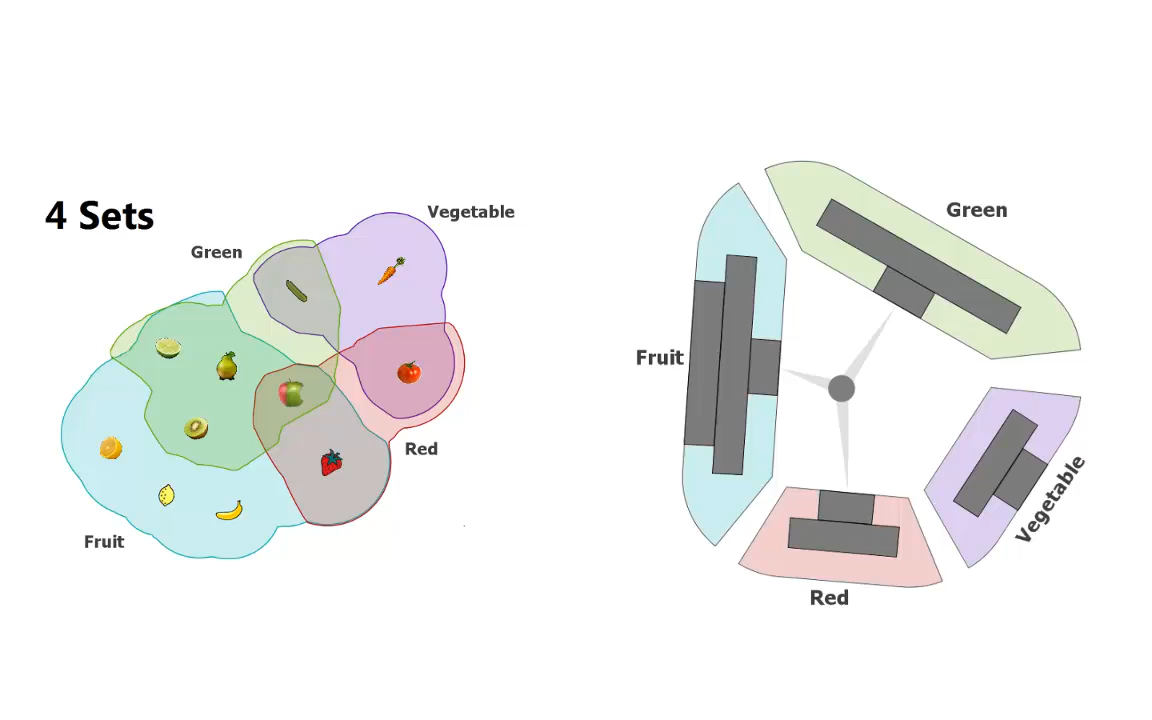 4 Sets
Vegetable
Green
Red
Fruit
Green
Fruit
Vegetable
Red